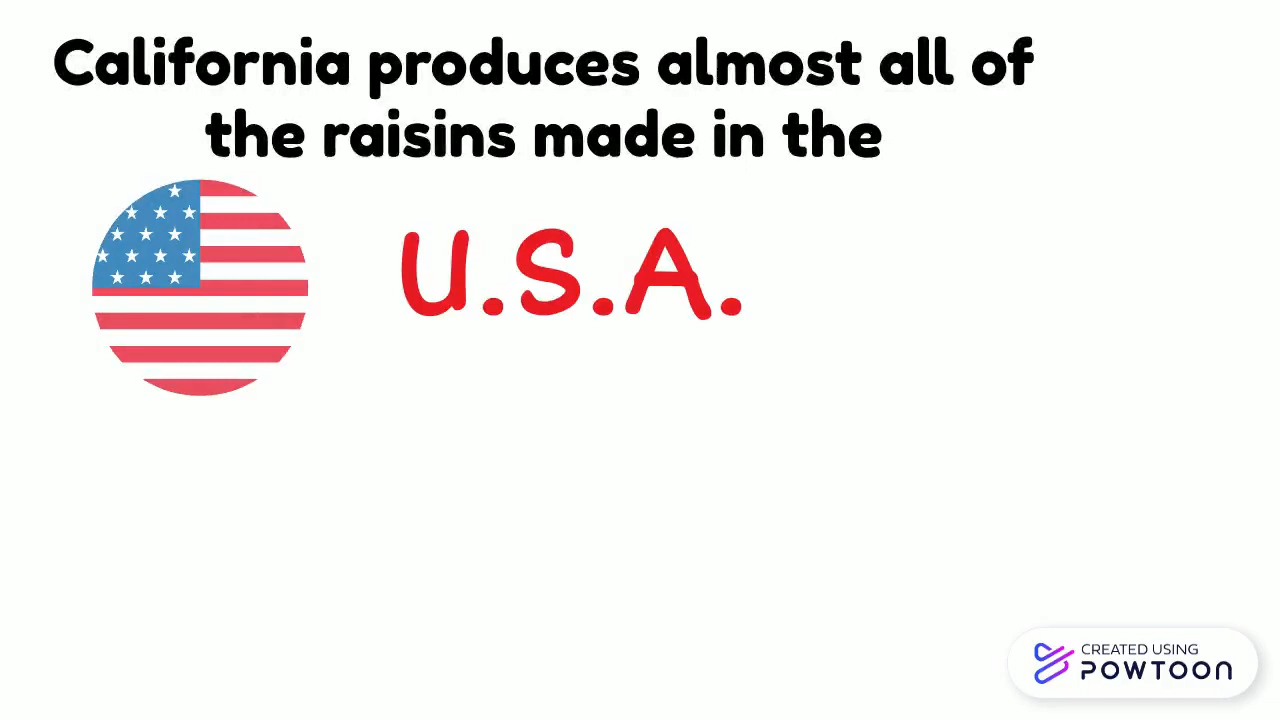 California produces almost all of
the raisins made in the
U.S.A.
CREATED USING
POWTOON